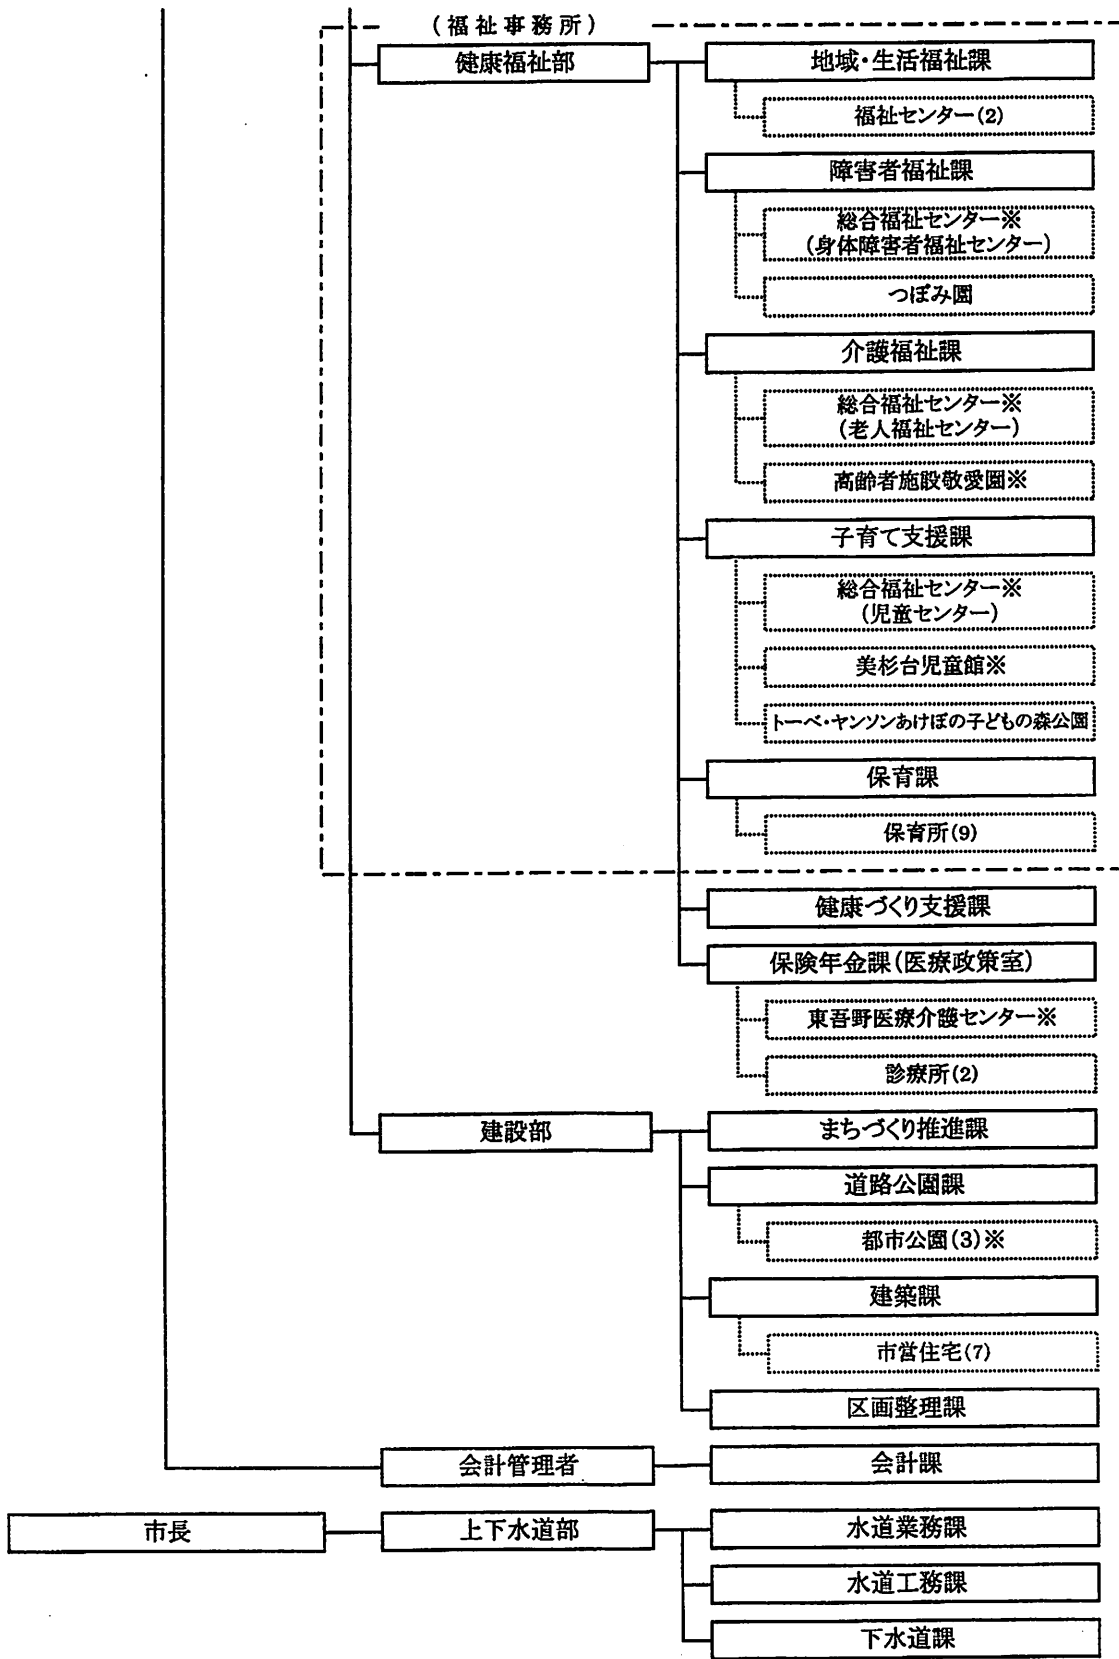 (福祉事務所)
健康福祉部
地域・生活福祉課
福祉センター(2)
障害者福祉課
総合福祉センター※
(身体障害者福祉センター)
つぼみ園
介護福祉課
総合福祉センター※
(老人福祉センター)
高齢者施設敬愛園※
子育て支援課
総合福祉センター※
(児童センター)
美杉台児童館※
トーベ・ヤンソンあけぼの子どもの森公園
保育課
保育所(9)
健康づくり支援課
保険年金課(医療政策室)
東吾野医療介護センター※
診療所(2)
建設部
まちづくり推進課
道路公園課
都市公園(3)※
建築課
市営住宅(7)
区画整理課
会計管理者
会計課
市長
上下水道部
水道業務課
水道工務課
下水道課